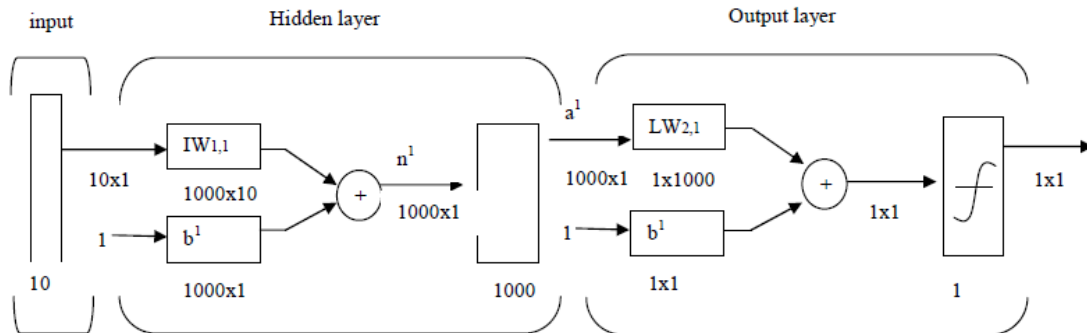 input
Hidden layer
Output layer
IW1,1
10x1
1000x10
1
b¹
1000x1
10
+
n¹
1000x1
1000
a¹
1000x1
LW2,1
1x1000
1
b¹
1x1
+
1x1
1
1x1